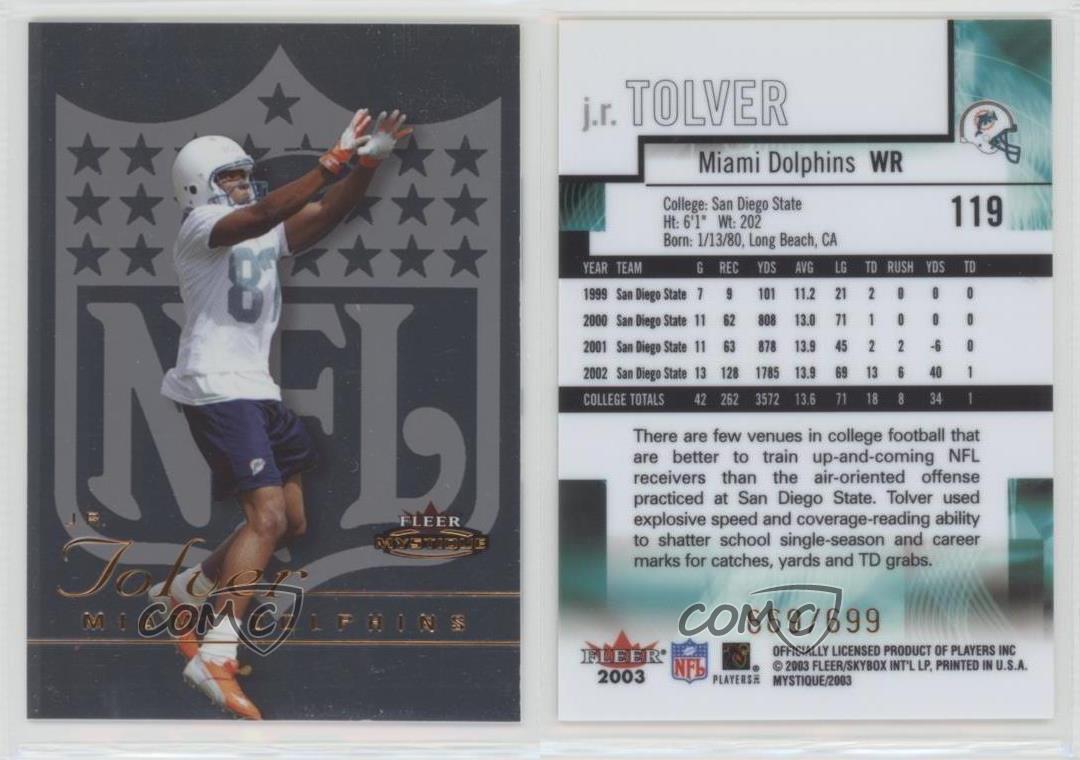 NFL
87
J.R.
Tolver
MIAMI DOLPHINS
FLEER
MYSTIQUE
COMC
j.r. TOLVER
Miami Dolphins WR
119
College: San Diego State
Ht: 6'1" Wt: 202
Born: 1/13/80, Long Beach, CA
YEAR TEAM G REC YDS AVG LG TD RUSH YDS TD
1999 San Diego State 7 9 101 11.2 21 2 0 0 0
2000 San Diego State 11 62 808 13.0 71 1 0 0 0
2001 San Diego State 11 63 878 13.9 45 2 2 -6 0
2002 San Diego State 13 128 1785 13.9 69 13 6 40 1
COLLEGE TOTALS 42 262 3572 13.6 71 18 8 34 1
There are few venues in college football that
are better to train up-and-coming NFL
receivers than the air-oriented offense
practiced at San Diego State. Tolver used
explosive speed and coverage-reading ability
to shatter school single-season and career
marks for catches, yards and TD grabs.
COMC
/699
FLEER
2003
NFL
PLAYERS INC
OFFICIALLY LICENSED PRODUCT OF PLAYERS INC
© 2003 FLEER/SKYBOX INT'L LP, PRINTED IN U.S.A.
MYSTIQUE/2003